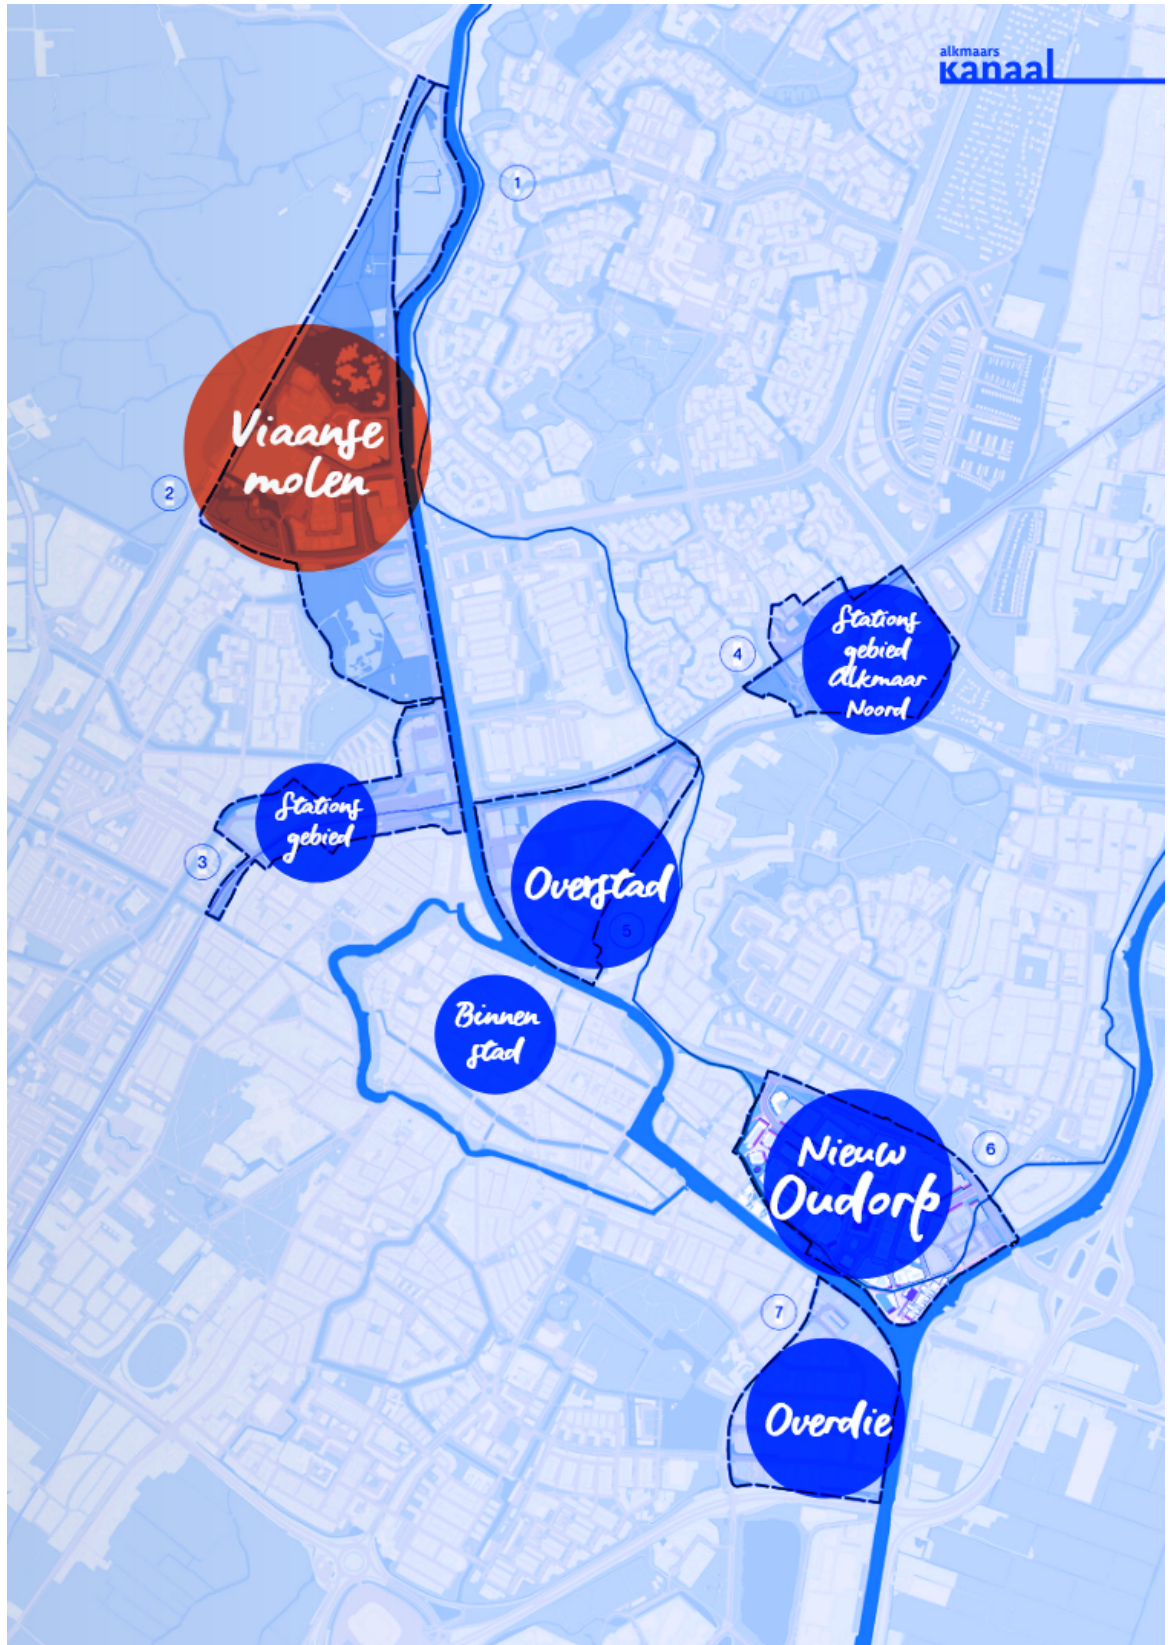 alkmaars
kanaal
1
Viaanse
molen
2
Stations
gebied
Alkmaar
Noord
4
Stations
gebied
3
Overstad
5
Binnen
stad
Nieuw
Oudorp
6
7
Overdie